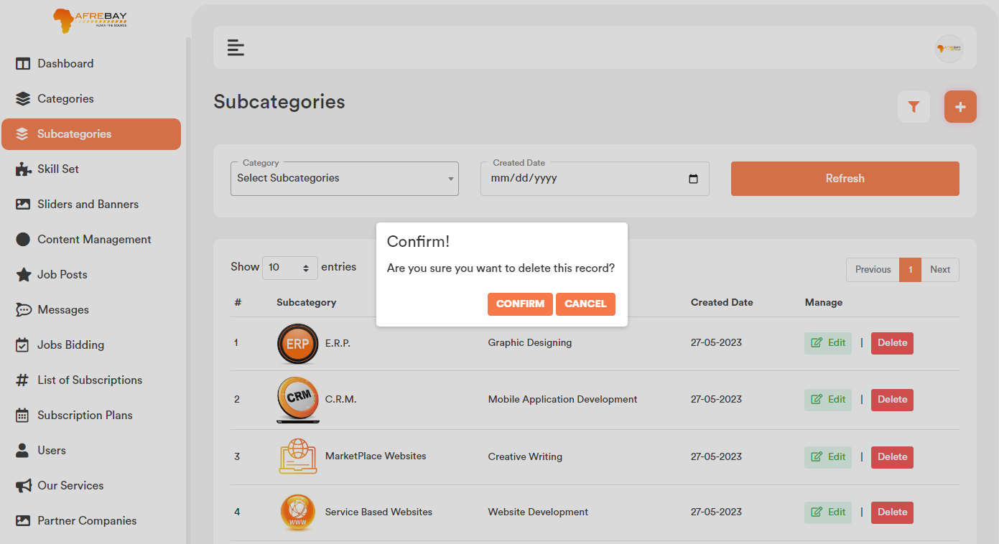 AFREBAY
REACH THE SOURCE
Dashboard
Categories
Subcategories
Skill Set
Sliders and Banners
Content Management
Job Posts
Messages
Jobs Bidding
List of Subscriptions
Subscription Plans
Users
Our Services
Partner Companies
AFREBAY
Subcategories
Category
Select Subcategories
Created Date
mm/dd/yyyy
Refresh
Confirm!
Are you sure you want to delete this record?
CONFIRM CANCEL
Show 10 entries
Previous 1 Next
# Subcategory Created Date Manage
1 ERP E.R.P. Graphic Designing 27-05-2023 Edit | Delete
2 CRM C.R.M. Mobile Application Development 27-05-2023 Edit | Delete
3 MarketPlace Websites Creative Writing 27-05-2023 Edit | Delete
4 WWW Service Based Websites Website Development 27-05-2023 Edit | Delete